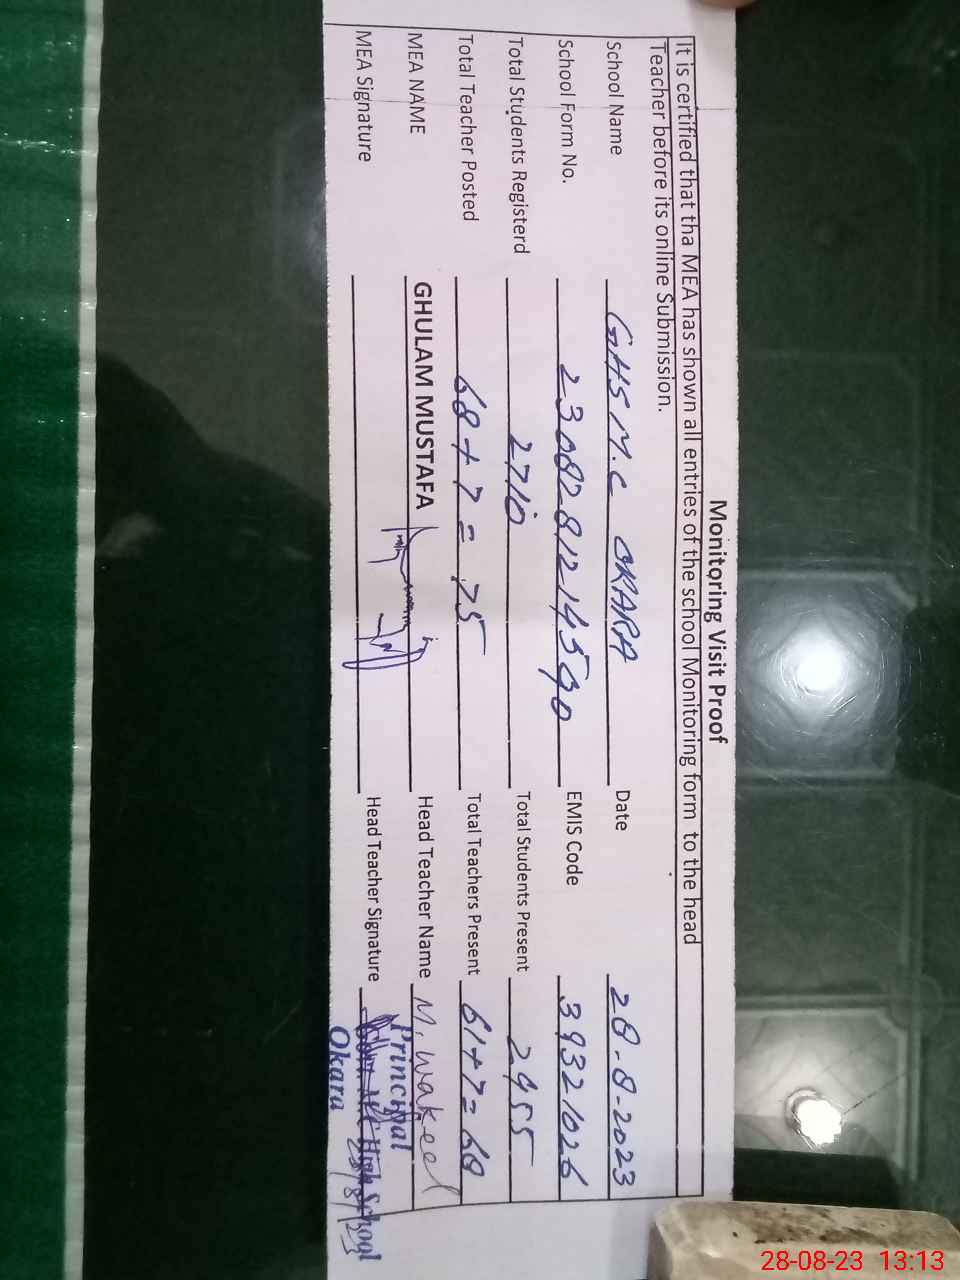 Monitoring Visit Proof
It is certified that tha MEA has shown all entries of the school Monitoring form to the head
Teacher before its online Submission.
School Name GHS M.C OKARA Date 28-8-2023
School Form No. EMIS Code 39321026
Total Students Registerd 2710 Total Students Present 2455
Total Teacher Posted 68+7=75 Total Teachers Present 61+7=68
MEA NAME GHULAM MUSTAFA Head Teacher Name M. Wakeel
MEA Signature Head Teacher Signature
Principal
Govt. M.C High School
Okara
28/8/23
28-08-23 13:13